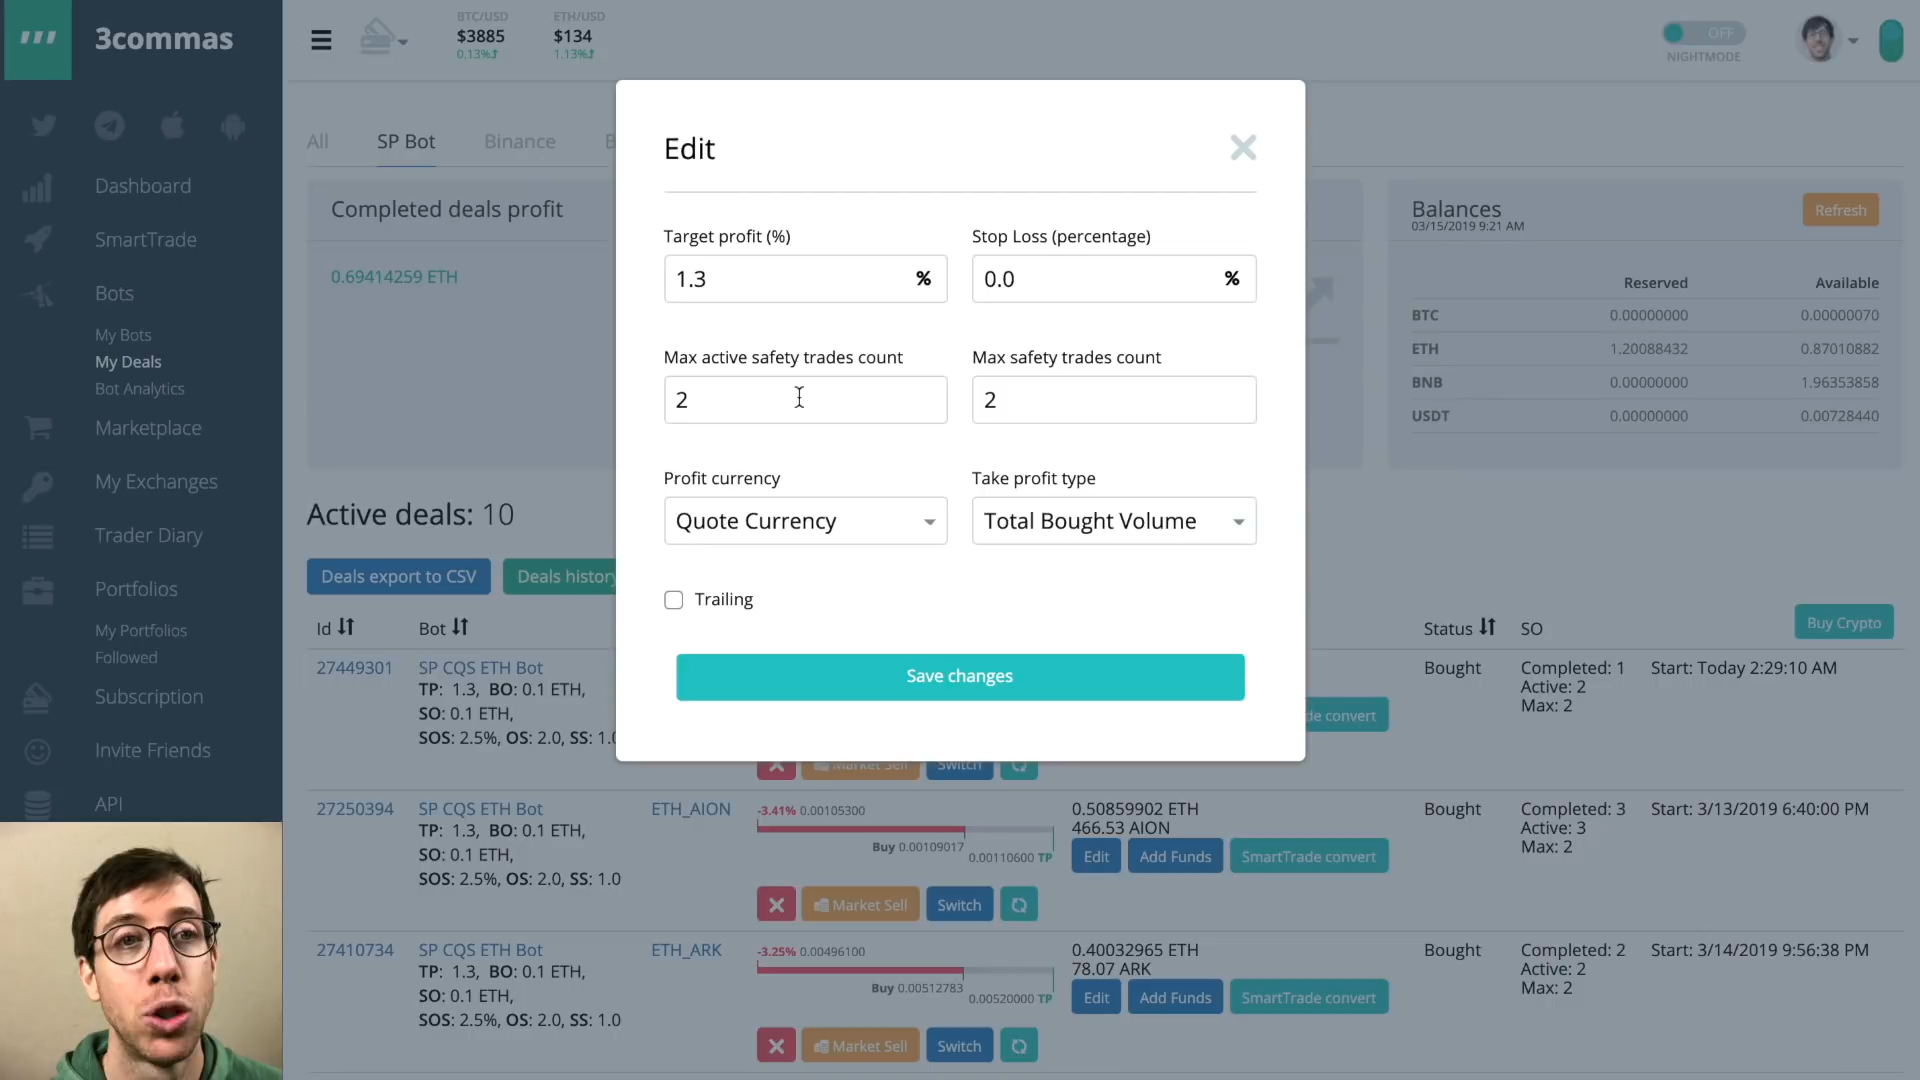 3commas
BTC/USD
$3885
0.13%
ETH/USD
$134
1.13%
OFF
NIGHTMODE
Dashboard
SmartTrade
Bots
My Bots
My Deals
Bot Analytics
Marketplace
My Exchanges
Trader Diary
Portfolios
My Portfolios
Followed
Subscription
Invite Friends
API
All SP Bot Binance B
Completed deals profit
0.69414259 ETH
Balances
03/15/2019 9:21 AM
Refresh
Reserved Available
BTC 0.00000000 0.00000070
ETH 1.20088432 0.87010882
BNB 0.00000000 1.96353858
USDT 0.00000000 0.00728440
Edit
Target profit (%) Stop Loss (percentage)
1.3 % 0.0 %
Max active safety trades count Max safety trades count
2 2
Profit currency Take profit type
Quote Currency Total Bought Volume
Trailing
Save changes
Active deals: 10
Deals export to CSV Deals history
Id Bot Status SO Buy Crypto
27449301 SP CQS ETH Bot
TP: 1.3, BO: 0.1 ETH,
SO: 0.1 ETH,
SOS: 2.5%, OS: 2.0, SS: 1.0
de convert
Market Sell Switch
Bought
Completed: 1
Active: 2
Max: 2
Start: Today 2:29:10 AM
27250394 SP CQS ETH Bot
TP: 1.3, BO: 0.1 ETH,
SO: 0.1 ETH,
SOS: 2.5%, OS: 2.0, SS: 1.0
ETH_AION
-3.41% 0.00105300
Buy 0.00109017
0.00110600 TP
Market Sell Switch
0.50859902 ETH
466.53 AION
Edit Add Funds SmartTrade convert
Bought
Completed: 3
Active: 3
Max: 2
Start: 3/13/2019 6:40:00 PM
27410734 SP CQS ETH Bot
TP: 1.3, BO: 0.1 ETH,
SO: 0.1 ETH,
SOS: 2.5%, OS: 2.0, SS: 1.0
ETH_ARK
-3.25% 0.00496100
Buy 0.00512783
0.00520000 TP
Market Sell Switch
0.40032965 ETH
78.07 ARK
Edit Add Funds SmartTrade convert
Bought
Completed: 2
Active: 2
Max: 2
Start: 3/14/2019 9:56:38 PM